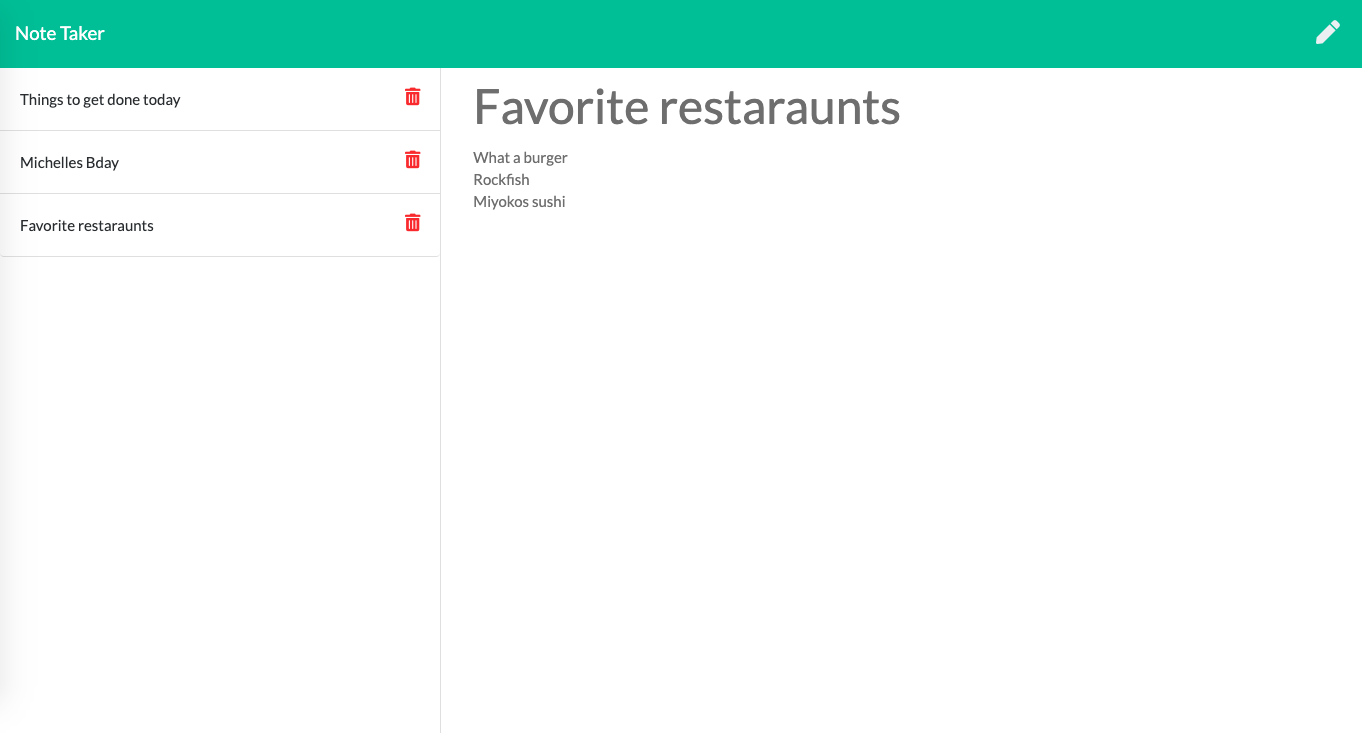 Note Taker
Things to get done today
Michelles Bday
Favorite restaraunts
Favorite restaraunts
What a burger
Rockfish
Miyokos sushi